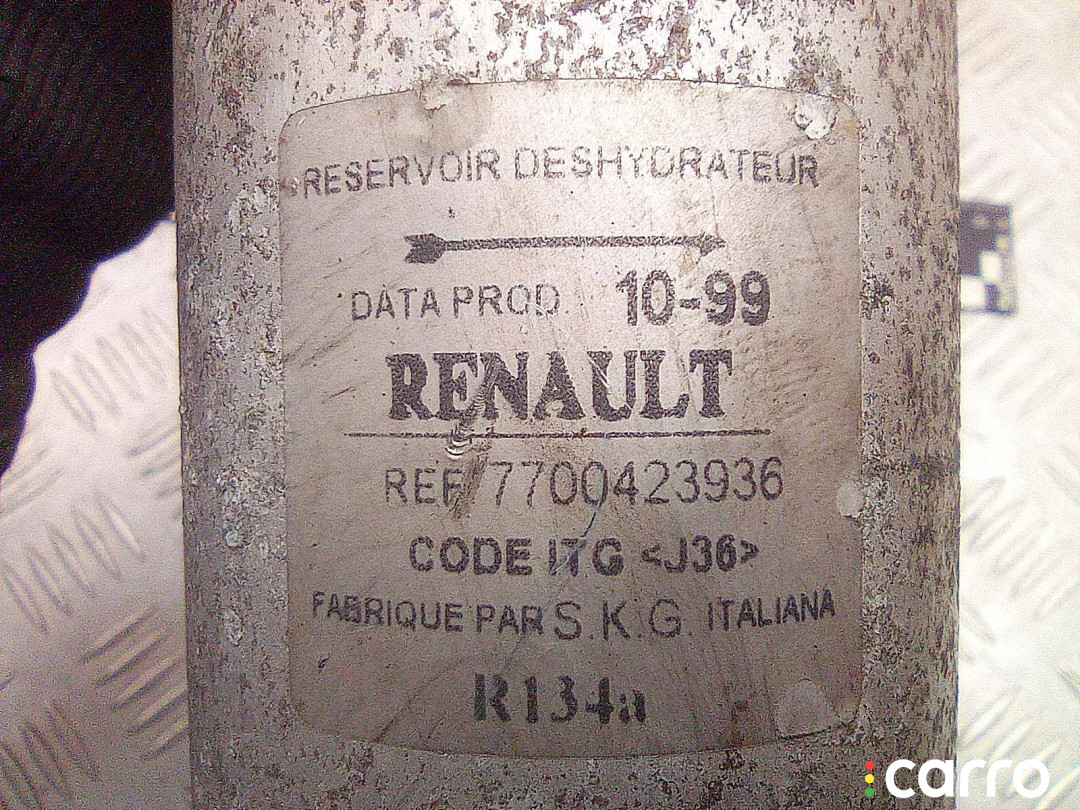 RESERVOIR DESHYDRATEUR
DATA PROD. 10-99
RENAULT
REF 7700423936
CODE ITG <J36>
FABRIQUE PAR S.K.G. ITALIANA
R134a
carro